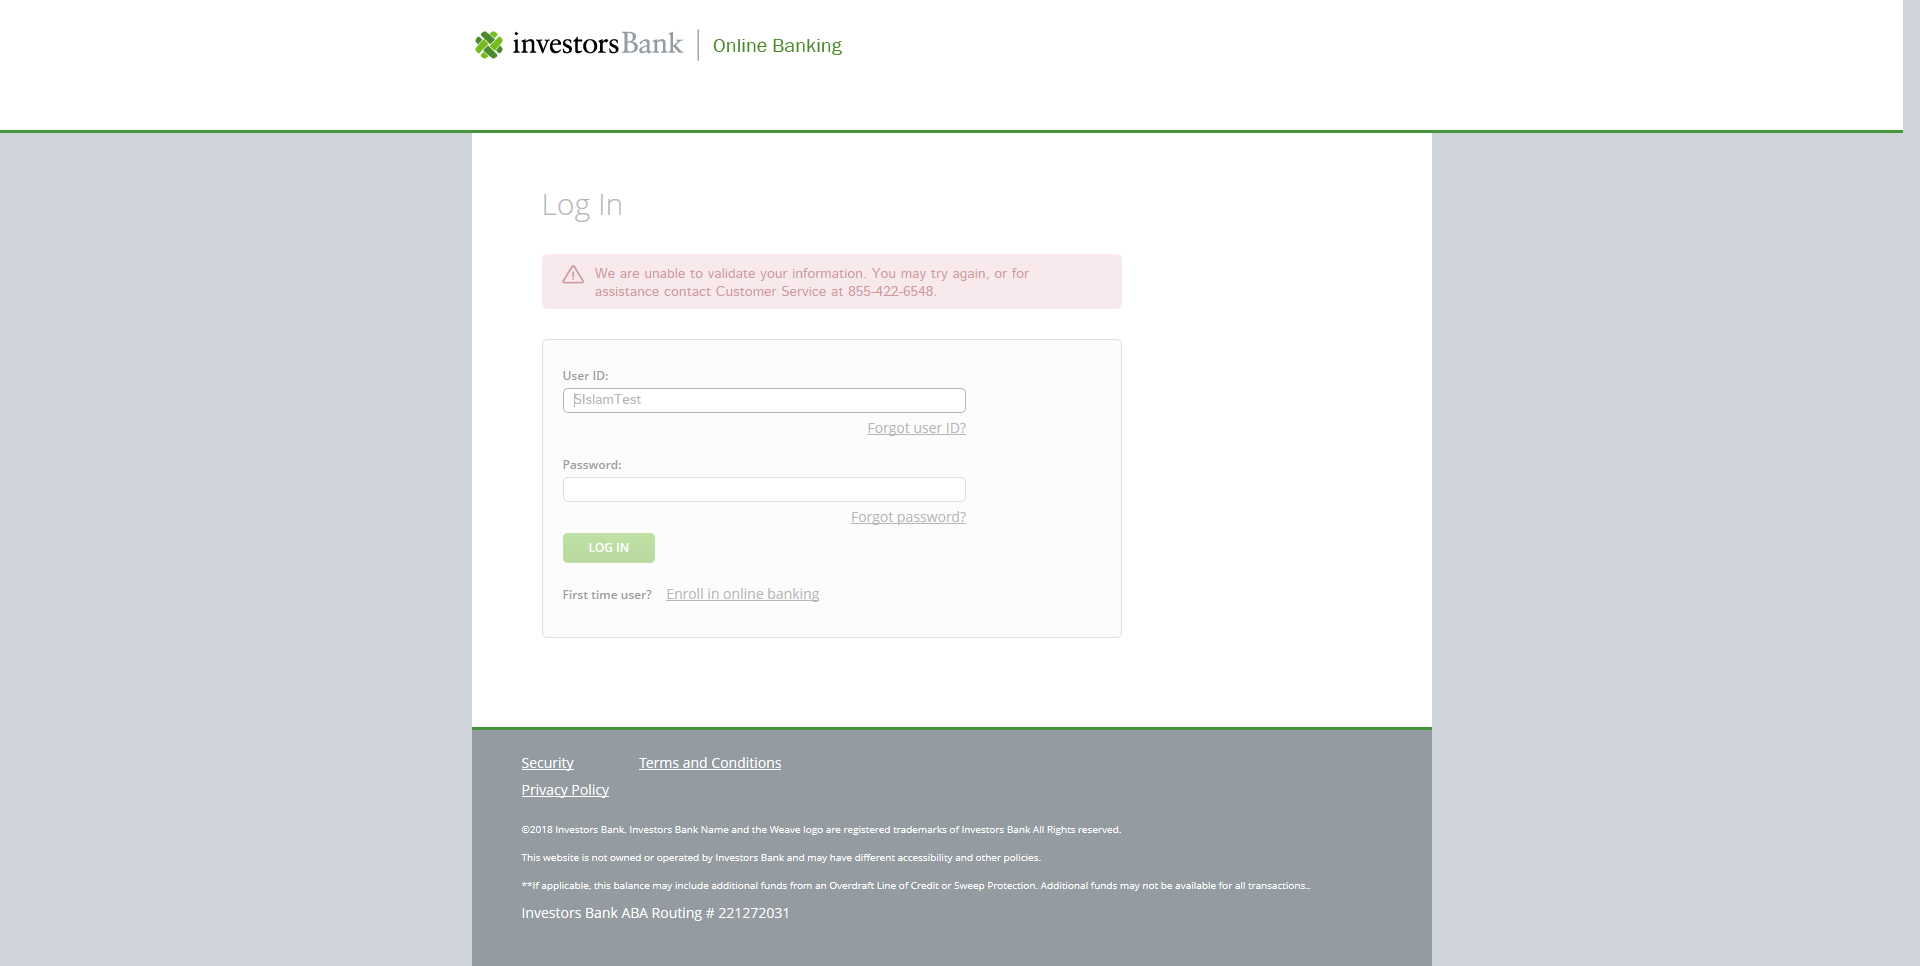 investorsBank Online Banking
Log In
We are unable to validate your information. You may try again, or for
assistance contact Customer Service at 855-422-6548.
User ID:
SIslamTest
Forgot user ID?
Password:
Forgot password?
LOG IN
First time user? Enroll in online banking
Security Terms and Conditions
Privacy Policy
©2018 Investors Bank. Investors Bank Name and the Weave logo are registered trademarks of Investors Bank All Rights reserved.
This website is not owned or operated by Investors Bank and may have different accessibility and other policies.
**If applicable, this balance may include additional funds from an Overdraft Line of Credit or Sweep Protection. Additional funds may not be available for all transactions..
Investors Bank ABA Routing # 221272031